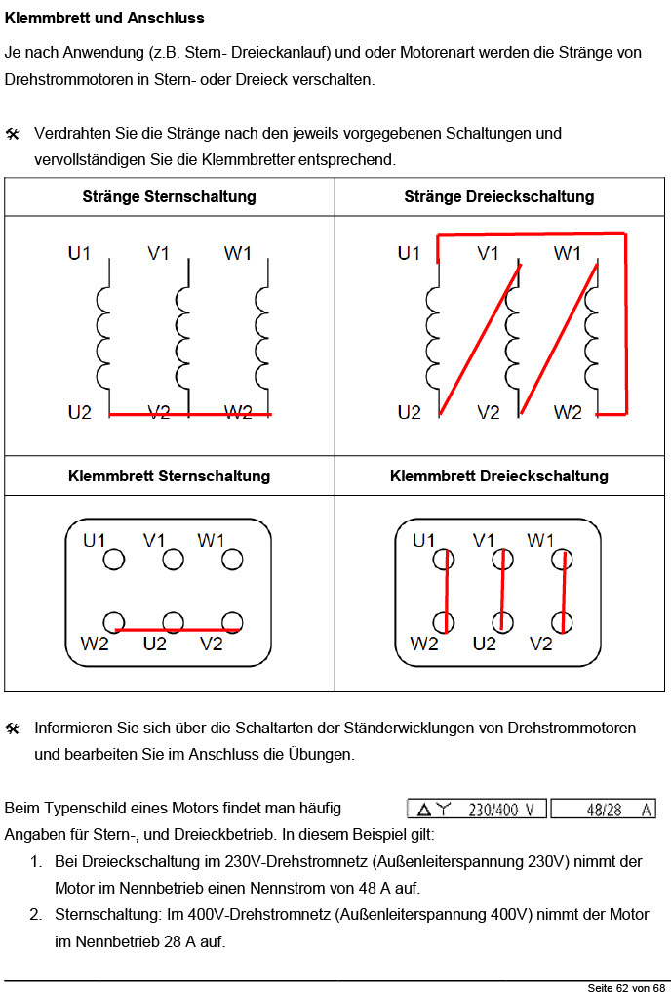 Klemmbrett und Anschluss
Je nach Anwendung (z.B. Stern- Dreieckanlauf) und oder Motorenart werden die Stränge von
Drehstrommotoren in Stern- oder Dreieck verschalten.
Verdrahten Sie die Stränge nach den jeweils vorgegebenen Schaltungen und
vervollständigen Sie die Klemmbretter entsprechend.
Stränge Sternschaltung
Stränge Dreieckschaltung
U1 V1 W1
U2 V2 W2
U1 V1 W1
U2 V2 W2
Klemmbrett Sternschaltung
Klemmbrett Dreieckschaltung
U1 V1 W1
W2 U2 V2
U1 V1 W1
W2 U2 V2
Informieren Sie sich über die Schaltarten der Ständerwicklungen von Drehstrommotoren
und bearbeiten Sie im Anschluss die Übungen.
Beim Typenschild eines Motors findet man häufig
230/400 V 48/28 A
Angaben für Stern-, und Dreieckbetrieb. In diesem Beispiel gilt:
1. Bei Dreieckschaltung im 230V-Drehstromnetz (Außenleiterspannung 230V) nimmt der
Motor im Nennbetrieb einen Nennstrom von 48 A auf.
2. Sternschaltung: Im 400V-Drehstromnetz (Außenleiterspannung 400V) nimmt der Motor
im Nennbetrieb 28 A auf.
Seite 62 von 68